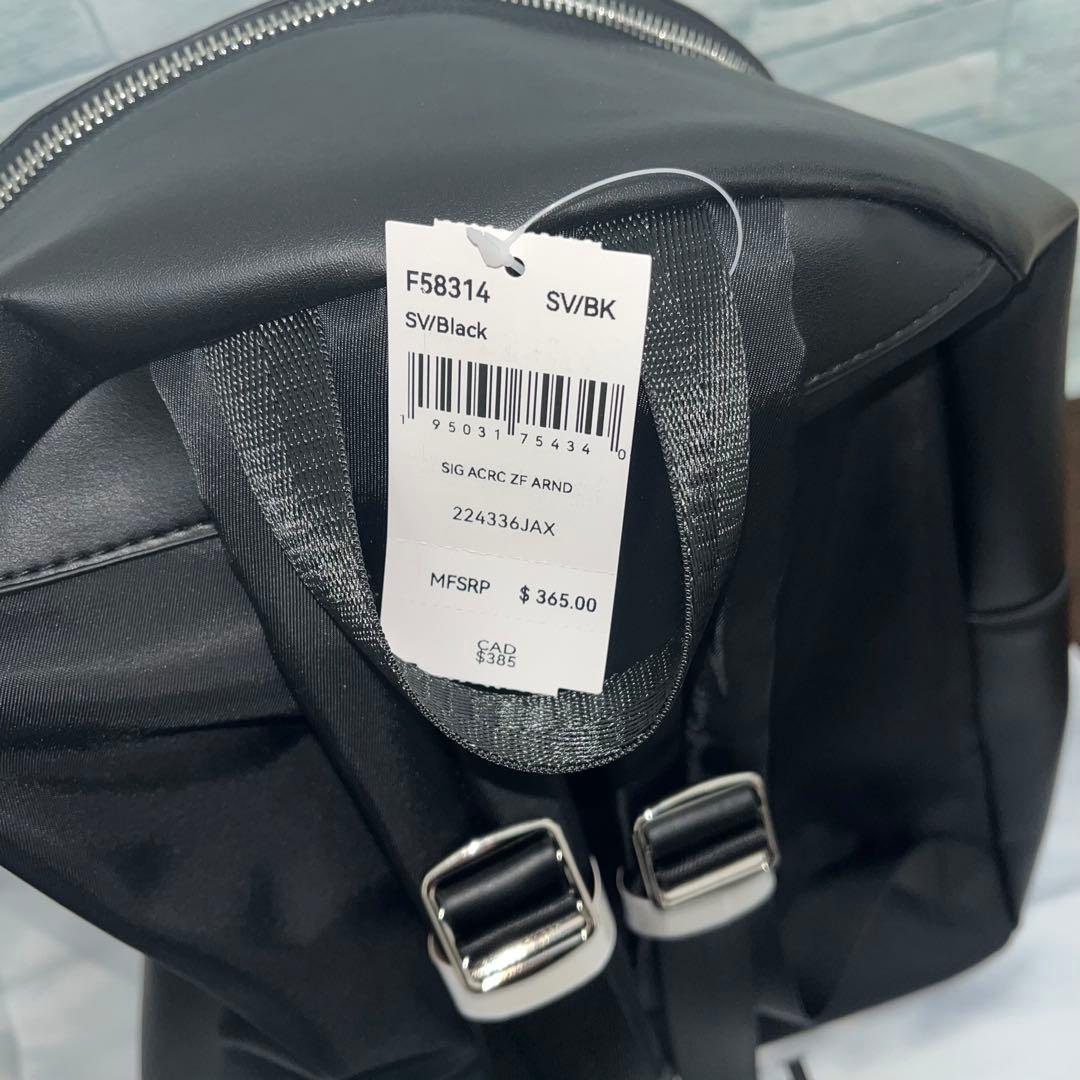 F58314 SV/BK
SV/Black
1 95031 75434 0
SIG ACRC ZF ARND
224336JAX
MFSRP $ 365.00
CAD
$385